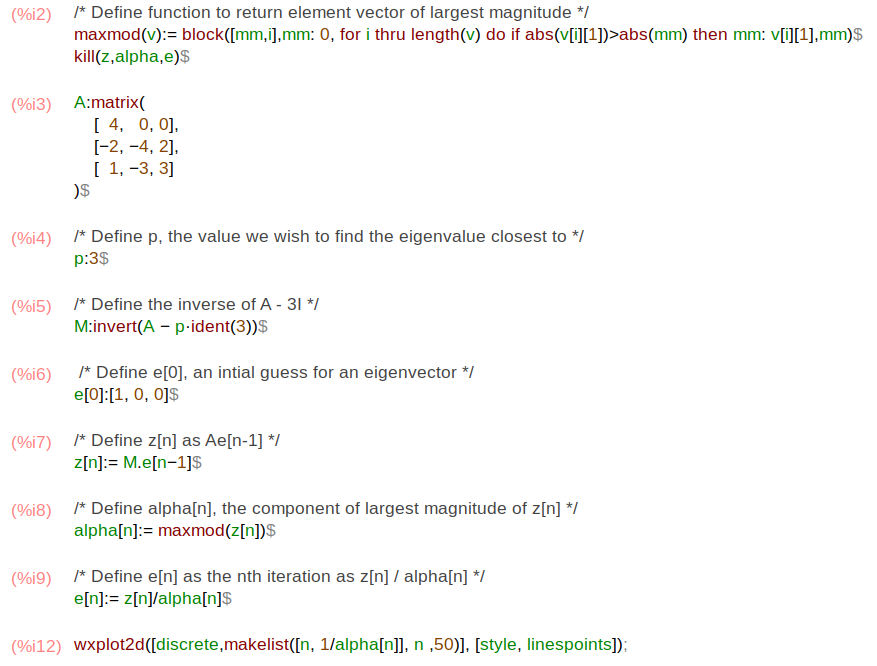 (%i2) /* Define function to return element vector of largest magnitude */
maxmod(v):= block([mm,i],mm: 0, for i thru length(v) do if abs(v[i][1])>abs(mm) then mm: v[i][1],mm)$
kill(z,alpha,e)$
(%i3) A:matrix(
[ 4, 0, 0],
[−2, −4, 2],
[ 1, −3, 3]
)$
(%i4) /* Define p, the value we wish to find the eigenvalue closest to */
p:3$
(%i5) /* Define the inverse of A - 3I */
M:invert(A − p·ident(3))$
(%i6) /* Define e[0], an intial guess for an eigenvector */
e[0]:[1, 0, 0]$
(%i7) /* Define z[n] as Ae[n-1] */
z[n]:= M.e[n−1]$
(%i8) /* Define alpha[n], the component of largest magnitude of z[n] */
alpha[n]:= maxmod(z[n])$
(%i9) /* Define e[n] as the nth iteration as z[n] / alpha[n] */
e[n]:= z[n]/alpha[n]$
(%i12) wxplot2d([discrete,makelist([n, 1/alpha[n]], n ,50)], [style, linespoints]);